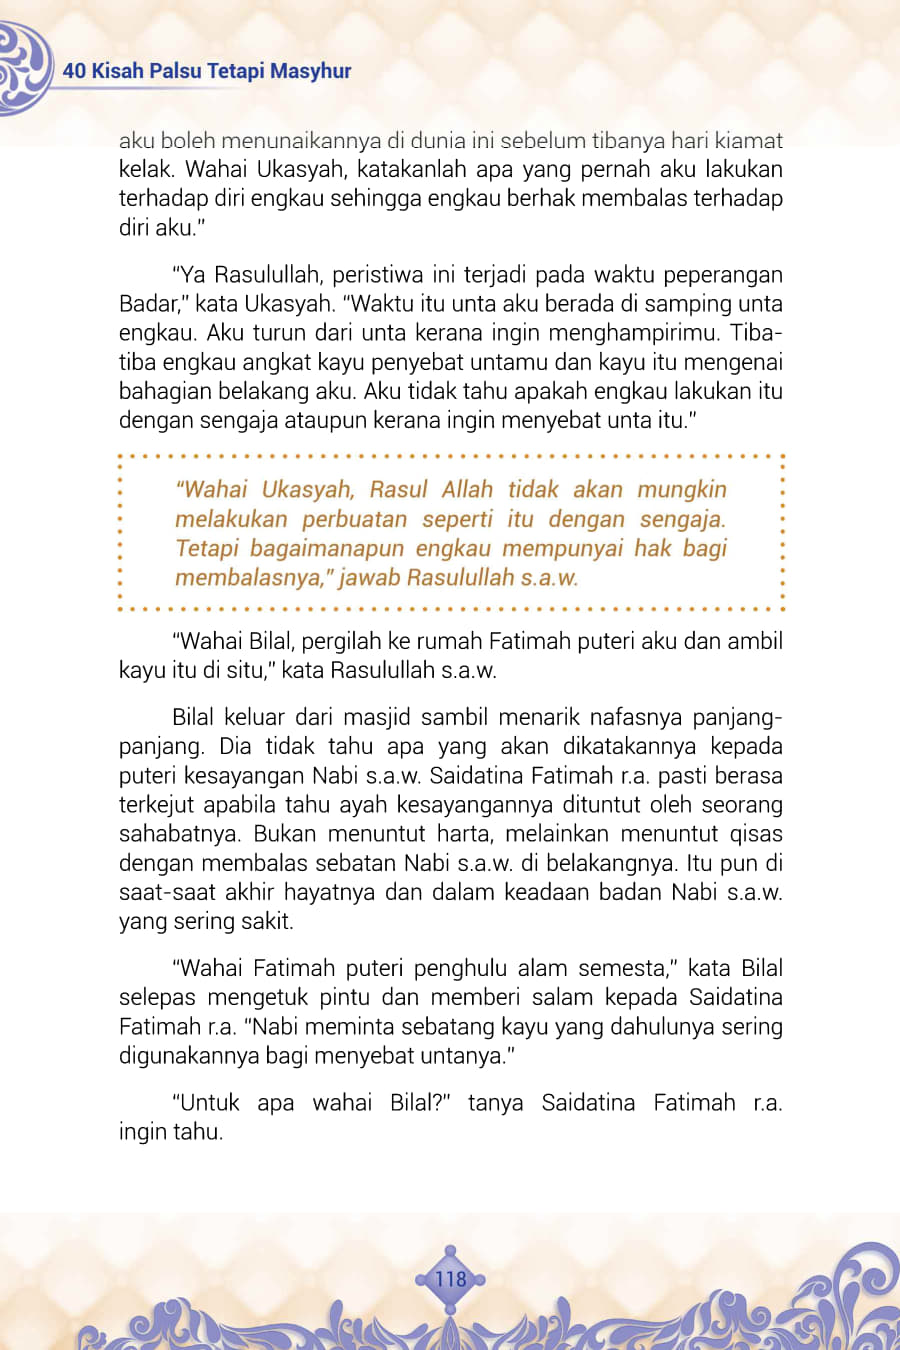 40 Kisah Palsu Tetapi Masyhur
aku boleh menunaikannya di dunia ini sebelum tibanya hari kiamat
kelak. Wahai Ukasyah, katakanlah apa yang pernah aku lakukan
terhadap diri engkau sehingga engkau berhak membalas terhadap
diri aku.”
“Ya Rasulullah, peristiwa ini terjadi pada waktu peperangan
Badar,” kata Ukasyah. “Waktu itu unta aku berada di samping unta
engkau. Aku turun dari unta kerana ingin menghampirimu. Tiba-
tiba engkau angkat kayu penyebat untamu dan kayu itu mengenai
bahagian belakang aku. Aku tidak tahu apakah engkau lakukan itu
dengan sengaja ataupun kerana ingin menyebat unta itu.”
“Wahai Ukasyah, Rasul Allah tidak akan mungkin
melakukan perbuatan seperti itu dengan sengaja.
Tetapi bagaimanapun engkau mempunyai hak bagi
membalasnya,” jawab Rasulullah s.a.w.
“Wahai Bilal, pergilah ke rumah Fatimah puteri aku dan ambil
kayu itu di situ,” kata Rasulullah s.a.w.
Bilal keluar dari masjid sambil menarik nafasnya panjang-
panjang. Dia tidak tahu apa yang akan dikatakannya kepada
puteri kesayangan Nabi s.a.w. Saidatina Fatimah r.a. pasti berasa
terkejut apabila tahu ayah kesayangannya dituntut oleh seorang
sahabatnya. Bukan menuntut harta, melainkan menuntut qisas
dengan membalas sebatan Nabi s.a.w. di belakangnya. Itu pun di
saat-saat akhir hayatnya dan dalam keadaan badan Nabi s.a.w.
yang sering sakit.
“Wahai Fatimah puteri penghulu alam semesta,” kata Bilal
selepas mengetuk pintu dan memberi salam kepada Saidatina
Fatimah r.a. “Nabi meminta sebatang kayu yang dahulunya sering
digunakannya bagi menyebat untanya.”
“Untuk apa wahai Bilal?” tanya Saidatina Fatimah r.a.
ingin tahu.
118